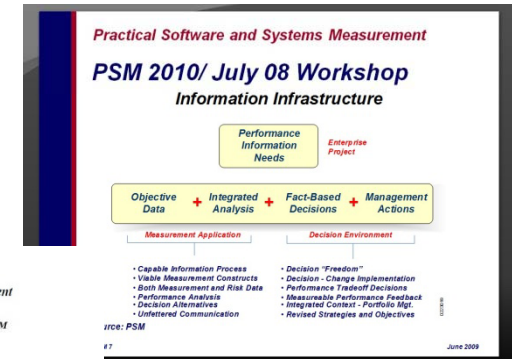 Practical Software and Systems Measurement
PSM 2010/ July 08 Workshop
Information Infrastructure
Performance
Information
Needs
Enterprise
Project
Objective
Data
+
Integrated
Analysis
+
Fact-Based
Decisions
+
Management
Actions
Measurement Application
Decision Environment
• Capable Information Process
• Viable Measurement Constructs
• Both Measurement and Risk Data
• Performance Analysis
• Decision Alternatives
• Unfettered Communication
• Decision "Freedom"
• Decision - Change Implementation
• Performance Tradeoff Decisions
• Measureable Performance Feedback
• Integrated Context - Portfolio Mgt.
• Revised Strategies and Objectives
ent
M
urce: PSM
June 2009